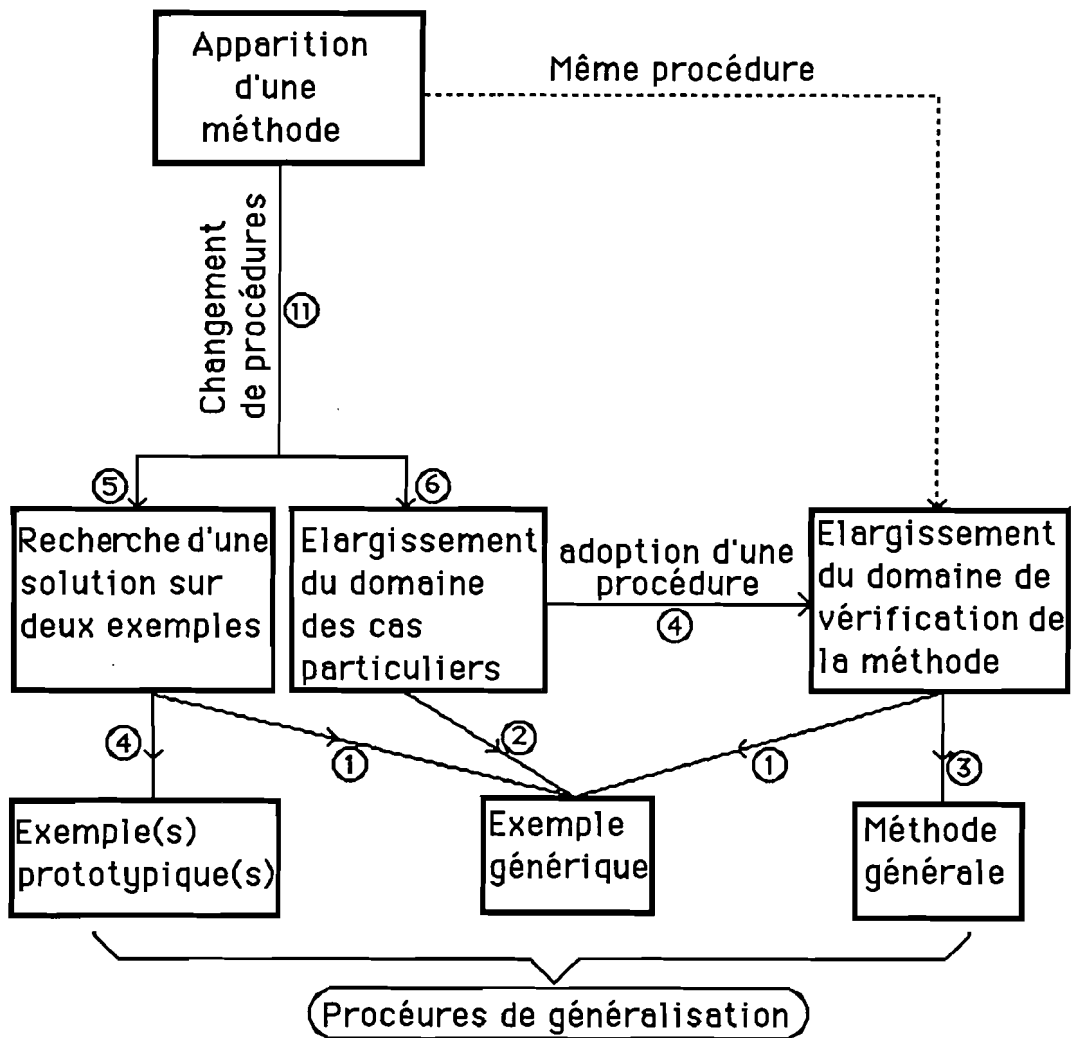 Apparition
d'une
méthode
Même procédure
Changement
de procédures
11
5
6
Recherche d'une
solution sur
deux exemples
Elargissement
du domaine
des cas
particuliers
adoption d'une
procédure
4
Elargissement
du domaine de
vérification de
la méthode
4
1
2
1
3
Exemple(s)
prototypique(s)
Exemple
générique
Méthode
générale
Procéures de généralisation